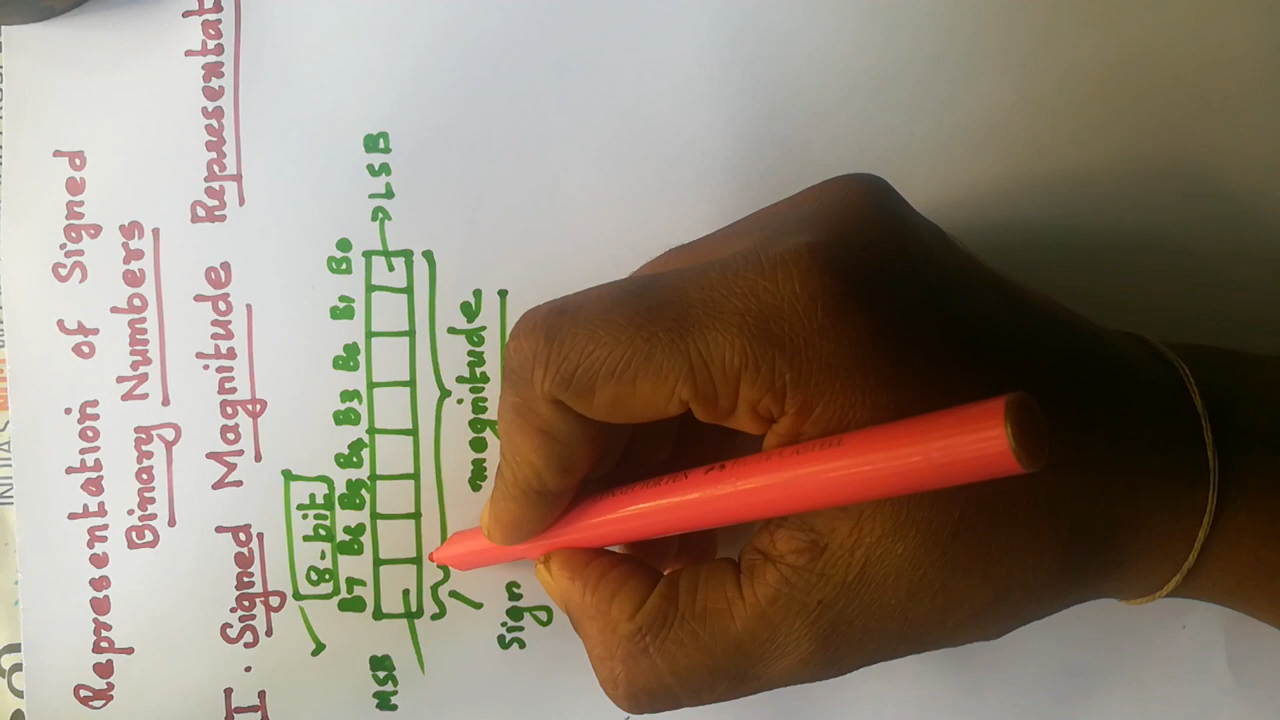 Representation of Signed
Binary Numbers
I. Signed Magnitude Representat
8-bit
B7 B6 B5 B4 B3 B2 B1 B0
MSB
→LSB
Sign
magnitude